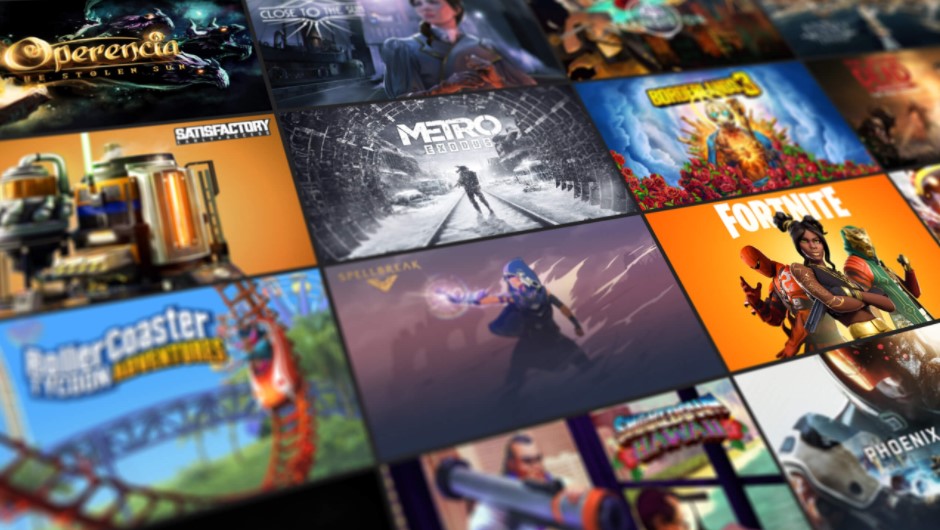 Operencia
THE STOLEN SUN
CLOSE TO THE SUN
SATISFACTORY
METRO
EXODUS
BORDERLANDS 3
SPELLBREAK
FORTNITE
RollerCoaster
TYCOON ADVENTURES
PHOENIX